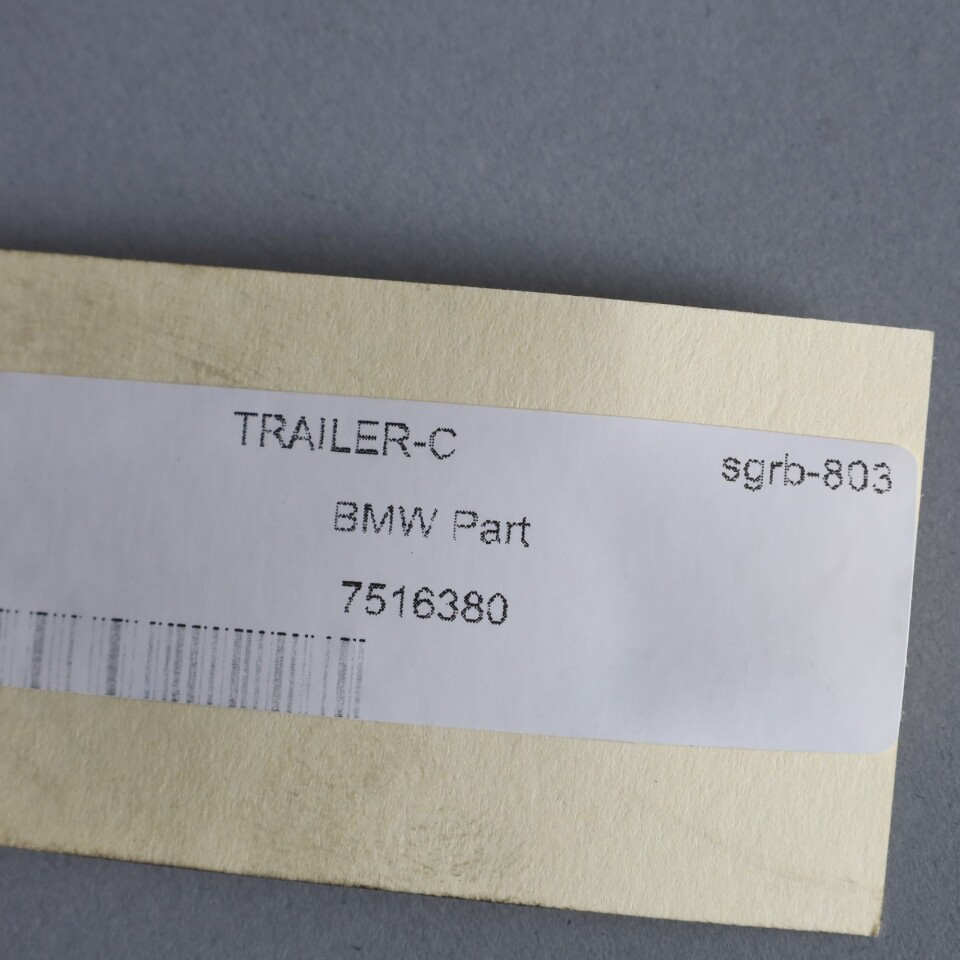 TRAILER-C
sgrb-803
BMW Part
7516380